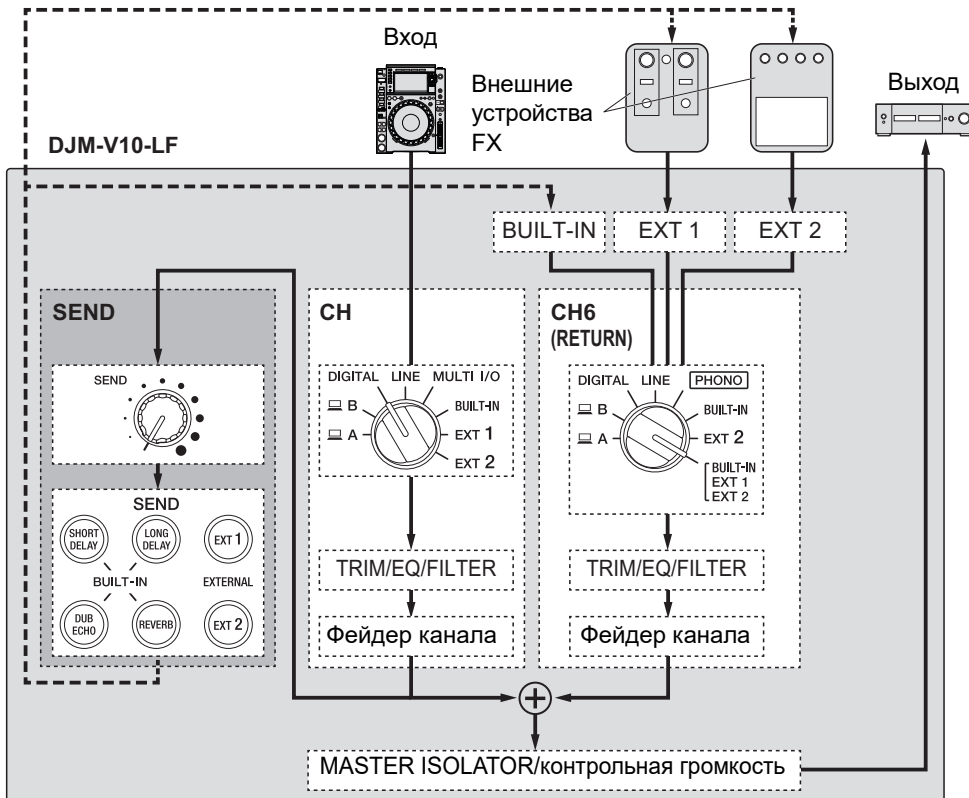 Вход
Внешние
устройства
FX
Выход
DJM-V10-LF
BUILT-IN
EXT 1
EXT 2
SEND
SEND
SEND
SHORT
DELAY
LONG
DELAY
EXT 1
BUILT-IN
EXTERNAL
DUB
ECHO
REVERB
EXT 2
CH
DIGITAL LINE MULTI I/O
B
BUILT-IN
A
EXT 1
EXT 2
TRIM/EQ/FILTER
Фейдер канала
CH6
(RETURN)
DIGITAL LINE PHONO
B
BUILT-IN
A
EXT 2
BUILT-IN
EXT 1
EXT 2
TRIM/EQ/FILTER
Фейдер канала
MASTER ISOLATOR/контрольная громкость